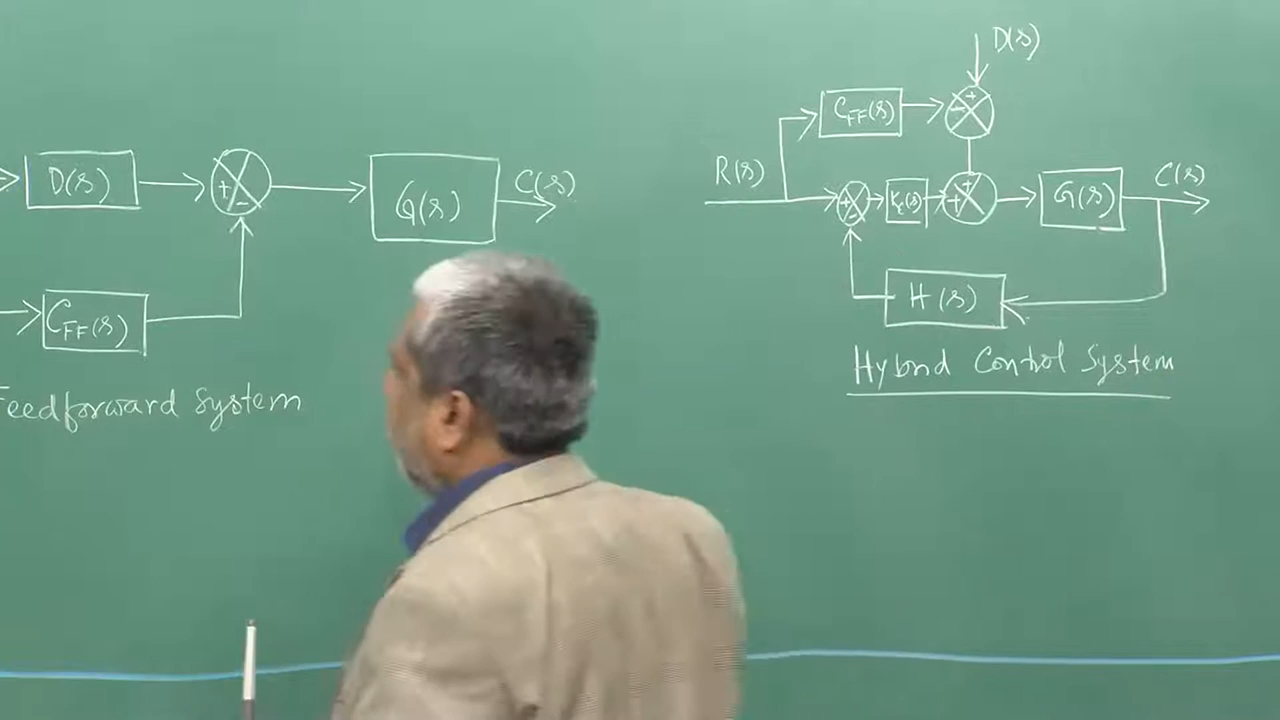 D(s)
+
-
G(s)
C(s)
C_FF(s)
Feedforward System
D(s)
C_FF(s)
-
+
R(s)
+
-
K_c(s)
+
+
G(s)
C(s)
H(s)
Hybrid Control System